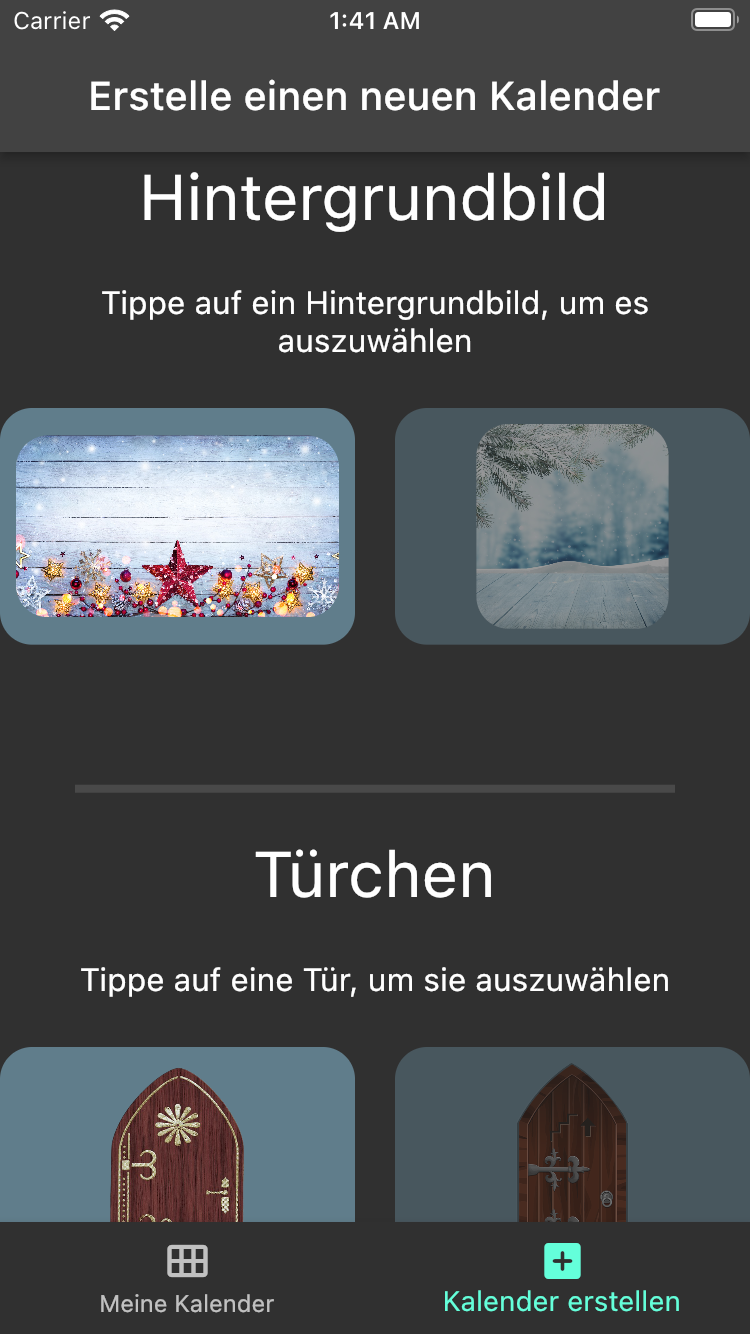 Carrier 1:41 AM
Erstelle einen neuen Kalender
Hintergrundbild
Tippe auf ein Hintergrundbild, um es
auszuwählen
Türchen
Tippe auf eine Tür, um sie auszuwählen
Meine Kalender
Kalender erstellen